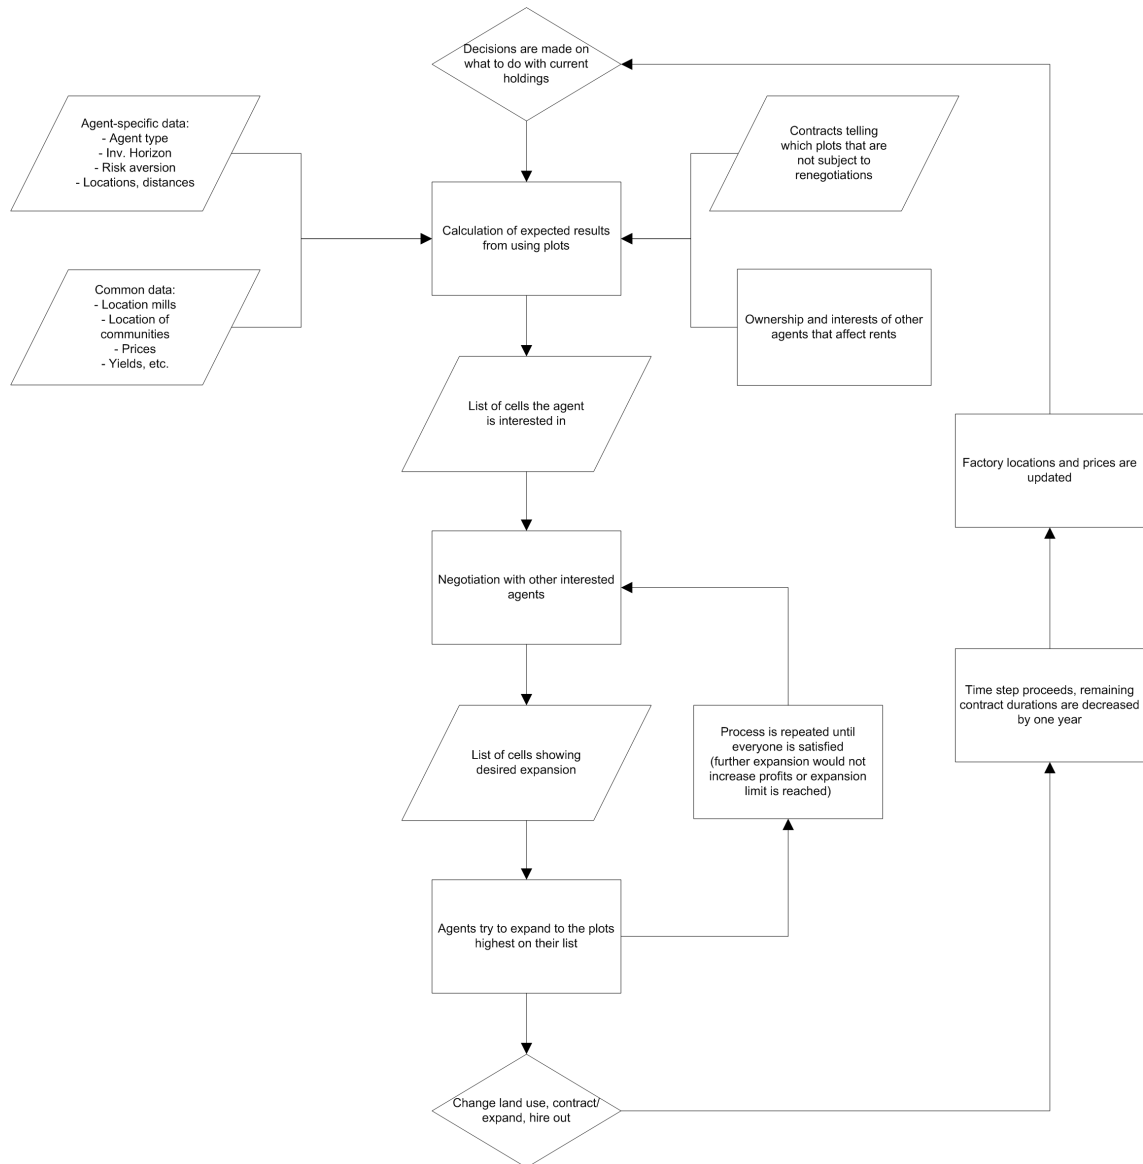 Decisions are made on
what to do with current
holdings
Agent-specific data:
- Agent type
- Inv. Horizon
- Risk aversion
- Locations, distances
Contracts telling
which plots that are
not subject to
renegotiations
Calculation of expected results
from using plots
Common data:
- Location mills
- Location of
communities
- Prices
- Yields, etc.
Ownership and interests of other
agents that affect rents
List of cells the agent
is interested in
Factory locations and prices are
updated
Negotiation with other interested
agents
Time step proceeds, remaining
contract durations are decreased
by one year
List of cells showing
desired expansion
Process is repeated until
everyone is satisfied
(further expansion would not
increase profits or expansion
limit is reached)
Agents try to expand to the plots
highest on their list
Change land use, contract/
expand, hire out